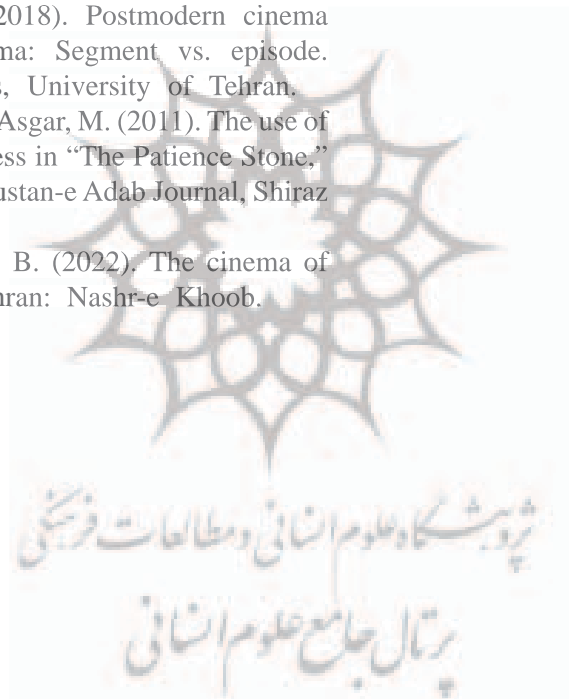 2018). Postmodern cinema
ma: Segment vs. episode.
s, University of Tehran.
Asgar, M. (2011). The use of
ess in “The Patience Stone,”
ustan-e Adab Journal, Shiraz
B. (2022). The cinema of
hran: Nashr-e Khoob.
پژوهشگاه علوم انسانی و مطالعات فرهنگی
پرتال جامع علوم انسانی